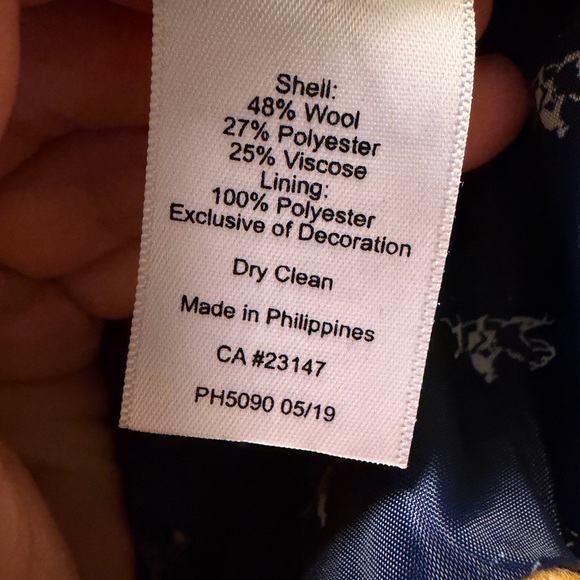 Shell:
48% Wool
27% Polyester
25% Viscose
Lining:
100% Polyester
Exclusive of Decoration
Dry Clean
Made in Philippines
CA #23147
PH5090 05/19